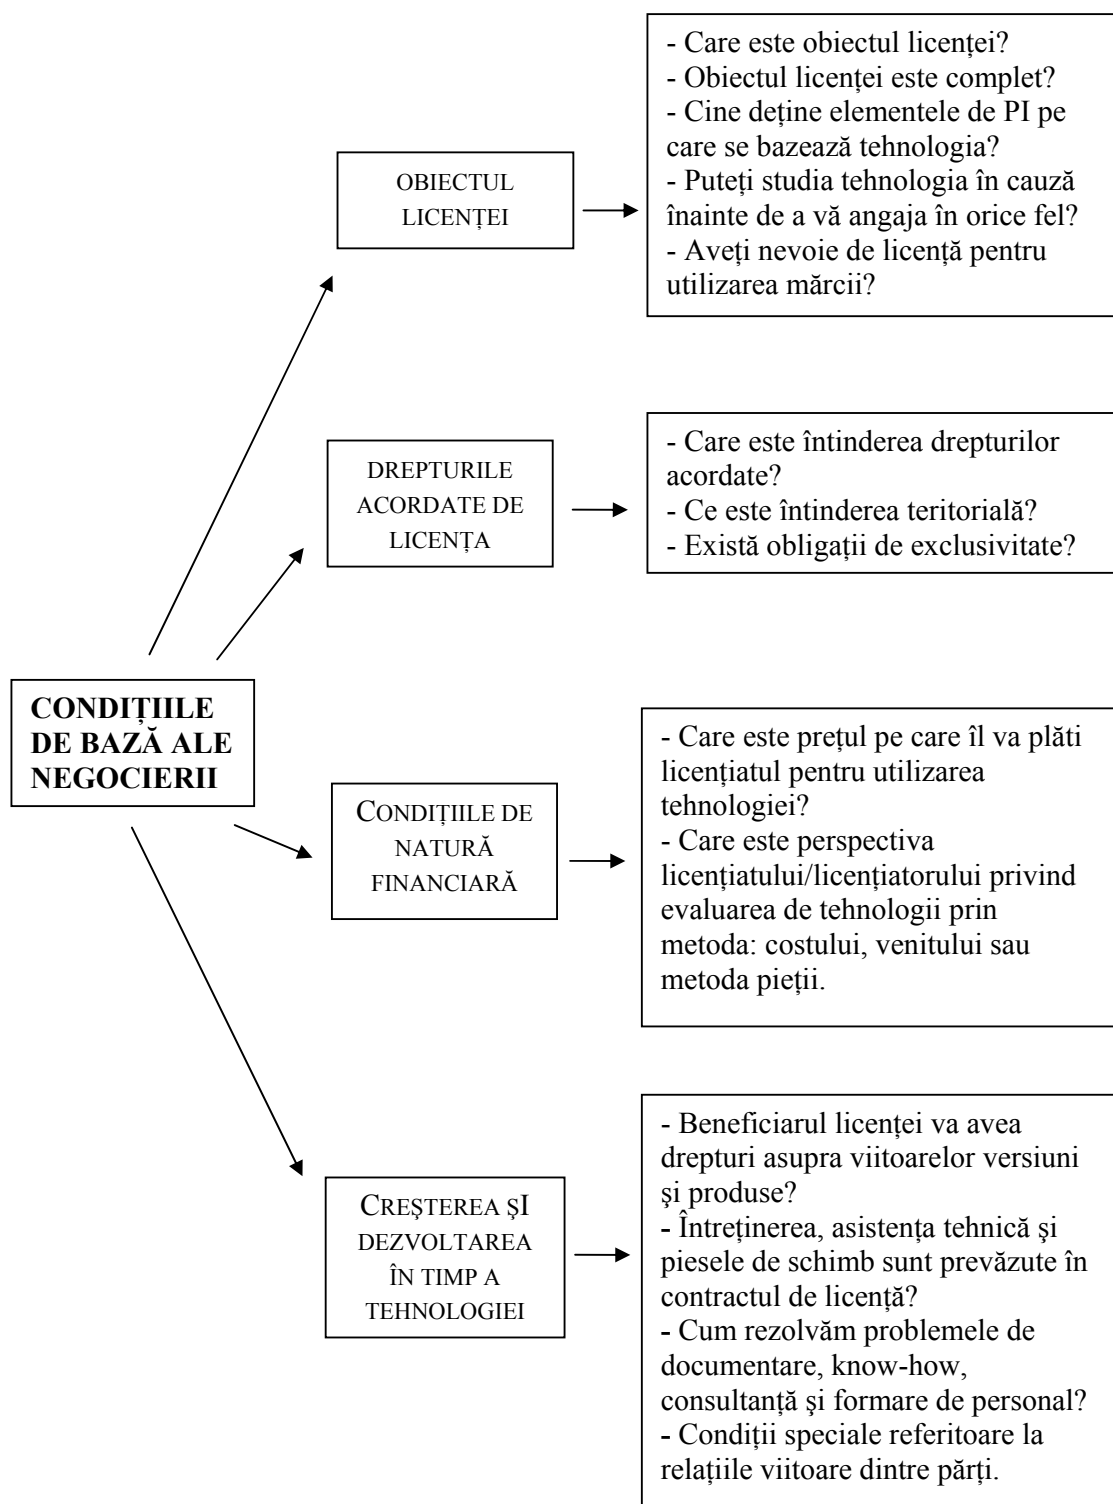 - Care este obiectul licenței?
- Obiectul licenței este complet?
- Cine deține elementele de PI pe
care se bazează tehnologia?
- Puteți studia tehnologia în cauză
înainte de a vă angaja în orice fel?
- Aveți nevoie de licență pentru
utilizarea mărcii?
OBIECTUL
LICENȚEI
- Care este întinderea drepturilor
acordate?
- Ce este întinderea teritorială?
- Există obligații de exclusivitate?
DREPTURILE
ACORDATE DE
LICENȚA
CONDIȚIILE
DE BAZĂ ALE
NEGOCIERII
- Care este prețul pe care îl va plăti
licențiatul pentru utilizarea
tehnologiei?
- Care este perspectiva
licențiatului/licențiatorului privind
evaluarea de tehnologii prin
metoda: costului, venitului sau
metoda pieții.
CONDIȚIILE DE
NATURĂ
FINANCIARĂ
- Beneficiarul licenței va avea
drepturi asupra viitoarelor versiuni
şi produse?
- Întreținerea, asistența tehnică şi
piesele de schimb sunt prevăzute în
contractul de licență?
- Cum rezolvăm problemele de
documentare, know-how,
consultanță şi formare de personal?
- Condiții speciale referitoare la
relațiile viitoare dintre părți.
CREŞTEREA ŞI
DEZVOLTAREA
ÎN TIMP A
TEHNOLOGIEI